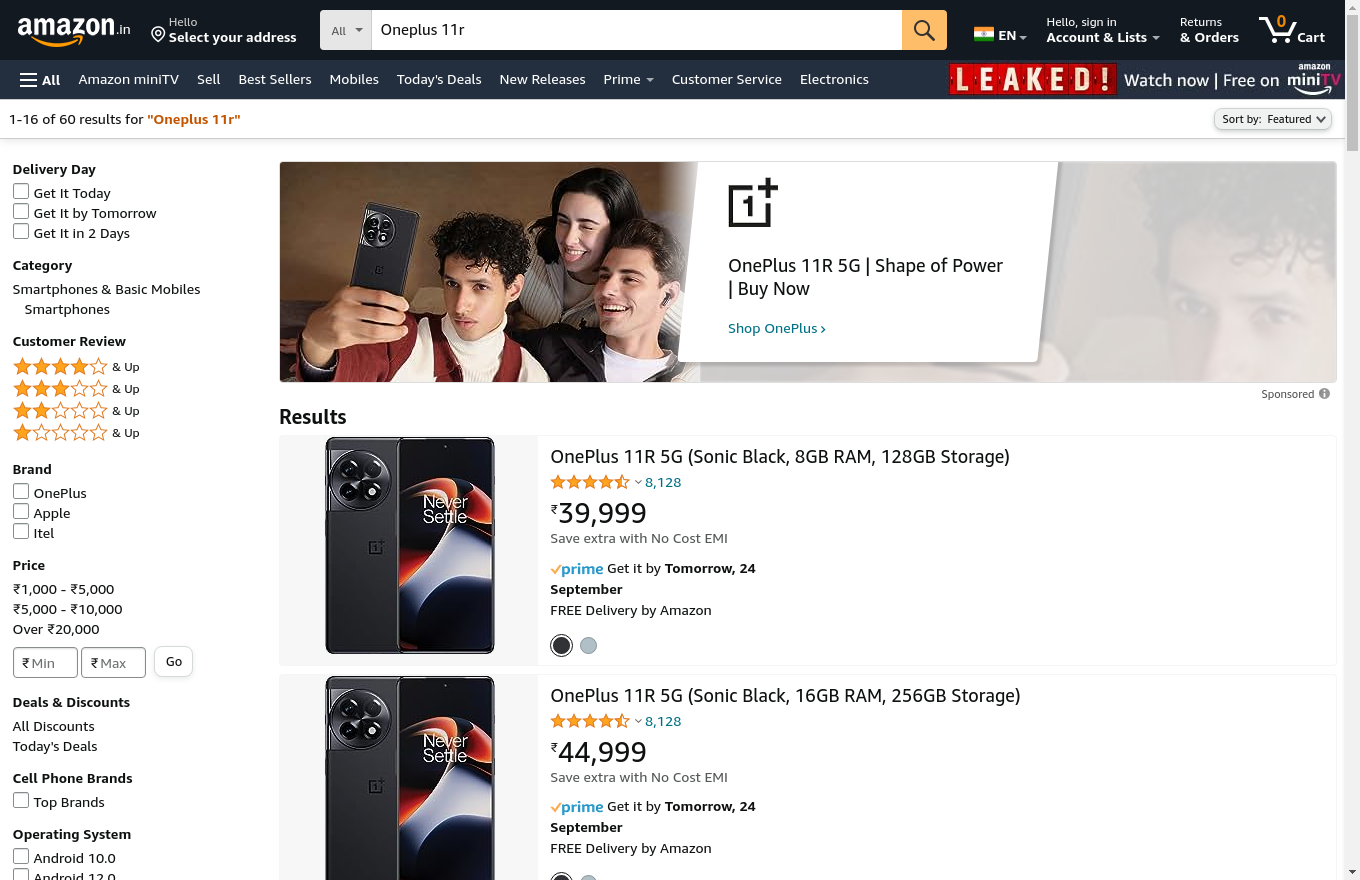 amazon.in
Hello
Select your address
All
Oneplus 11r
EN
Hello, sign in
Account & Lists
Returns
& Orders
0
Cart
All
Amazon miniTV
Sell
Best Sellers
Mobiles
Today's Deals
New Releases
Prime
Customer Service
Electronics
LEAKED!
Watch now | Free on
amazon
miniTV
1-16 of 60 results for "Oneplus 11r"
Sort by: Featured
Delivery Day
Get It Today
Get It by Tomorrow
Get It in 2 Days
Category
Smartphones & Basic Mobiles
Smartphones
Customer Review
& Up
& Up
& Up
& Up
Brand
OnePlus
Apple
Itel
Price
₹1,000 - ₹5,000
₹5,000 - ₹10,000
Over ₹20,000
₹ Min
₹ Max
Go
Deals & Discounts
All Discounts
Today's Deals
Cell Phone Brands
Top Brands
Operating System
Android 10.0
Android 12.0
1+
OnePlus 11R 5G | Shape of Power
| Buy Now
Shop OnePlus ›
Sponsored
Results
Never
Settle
OnePlus 11R 5G (Sonic Black, 8GB RAM, 128GB Storage)
8,128
₹39,999
Save extra with No Cost EMI
prime Get it by Tomorrow, 24
September
FREE Delivery by Amazon
Never
Settle
OnePlus 11R 5G (Sonic Black, 16GB RAM, 256GB Storage)
8,128
₹44,999
Save extra with No Cost EMI
prime Get it by Tomorrow, 24
September
FREE Delivery by Amazon